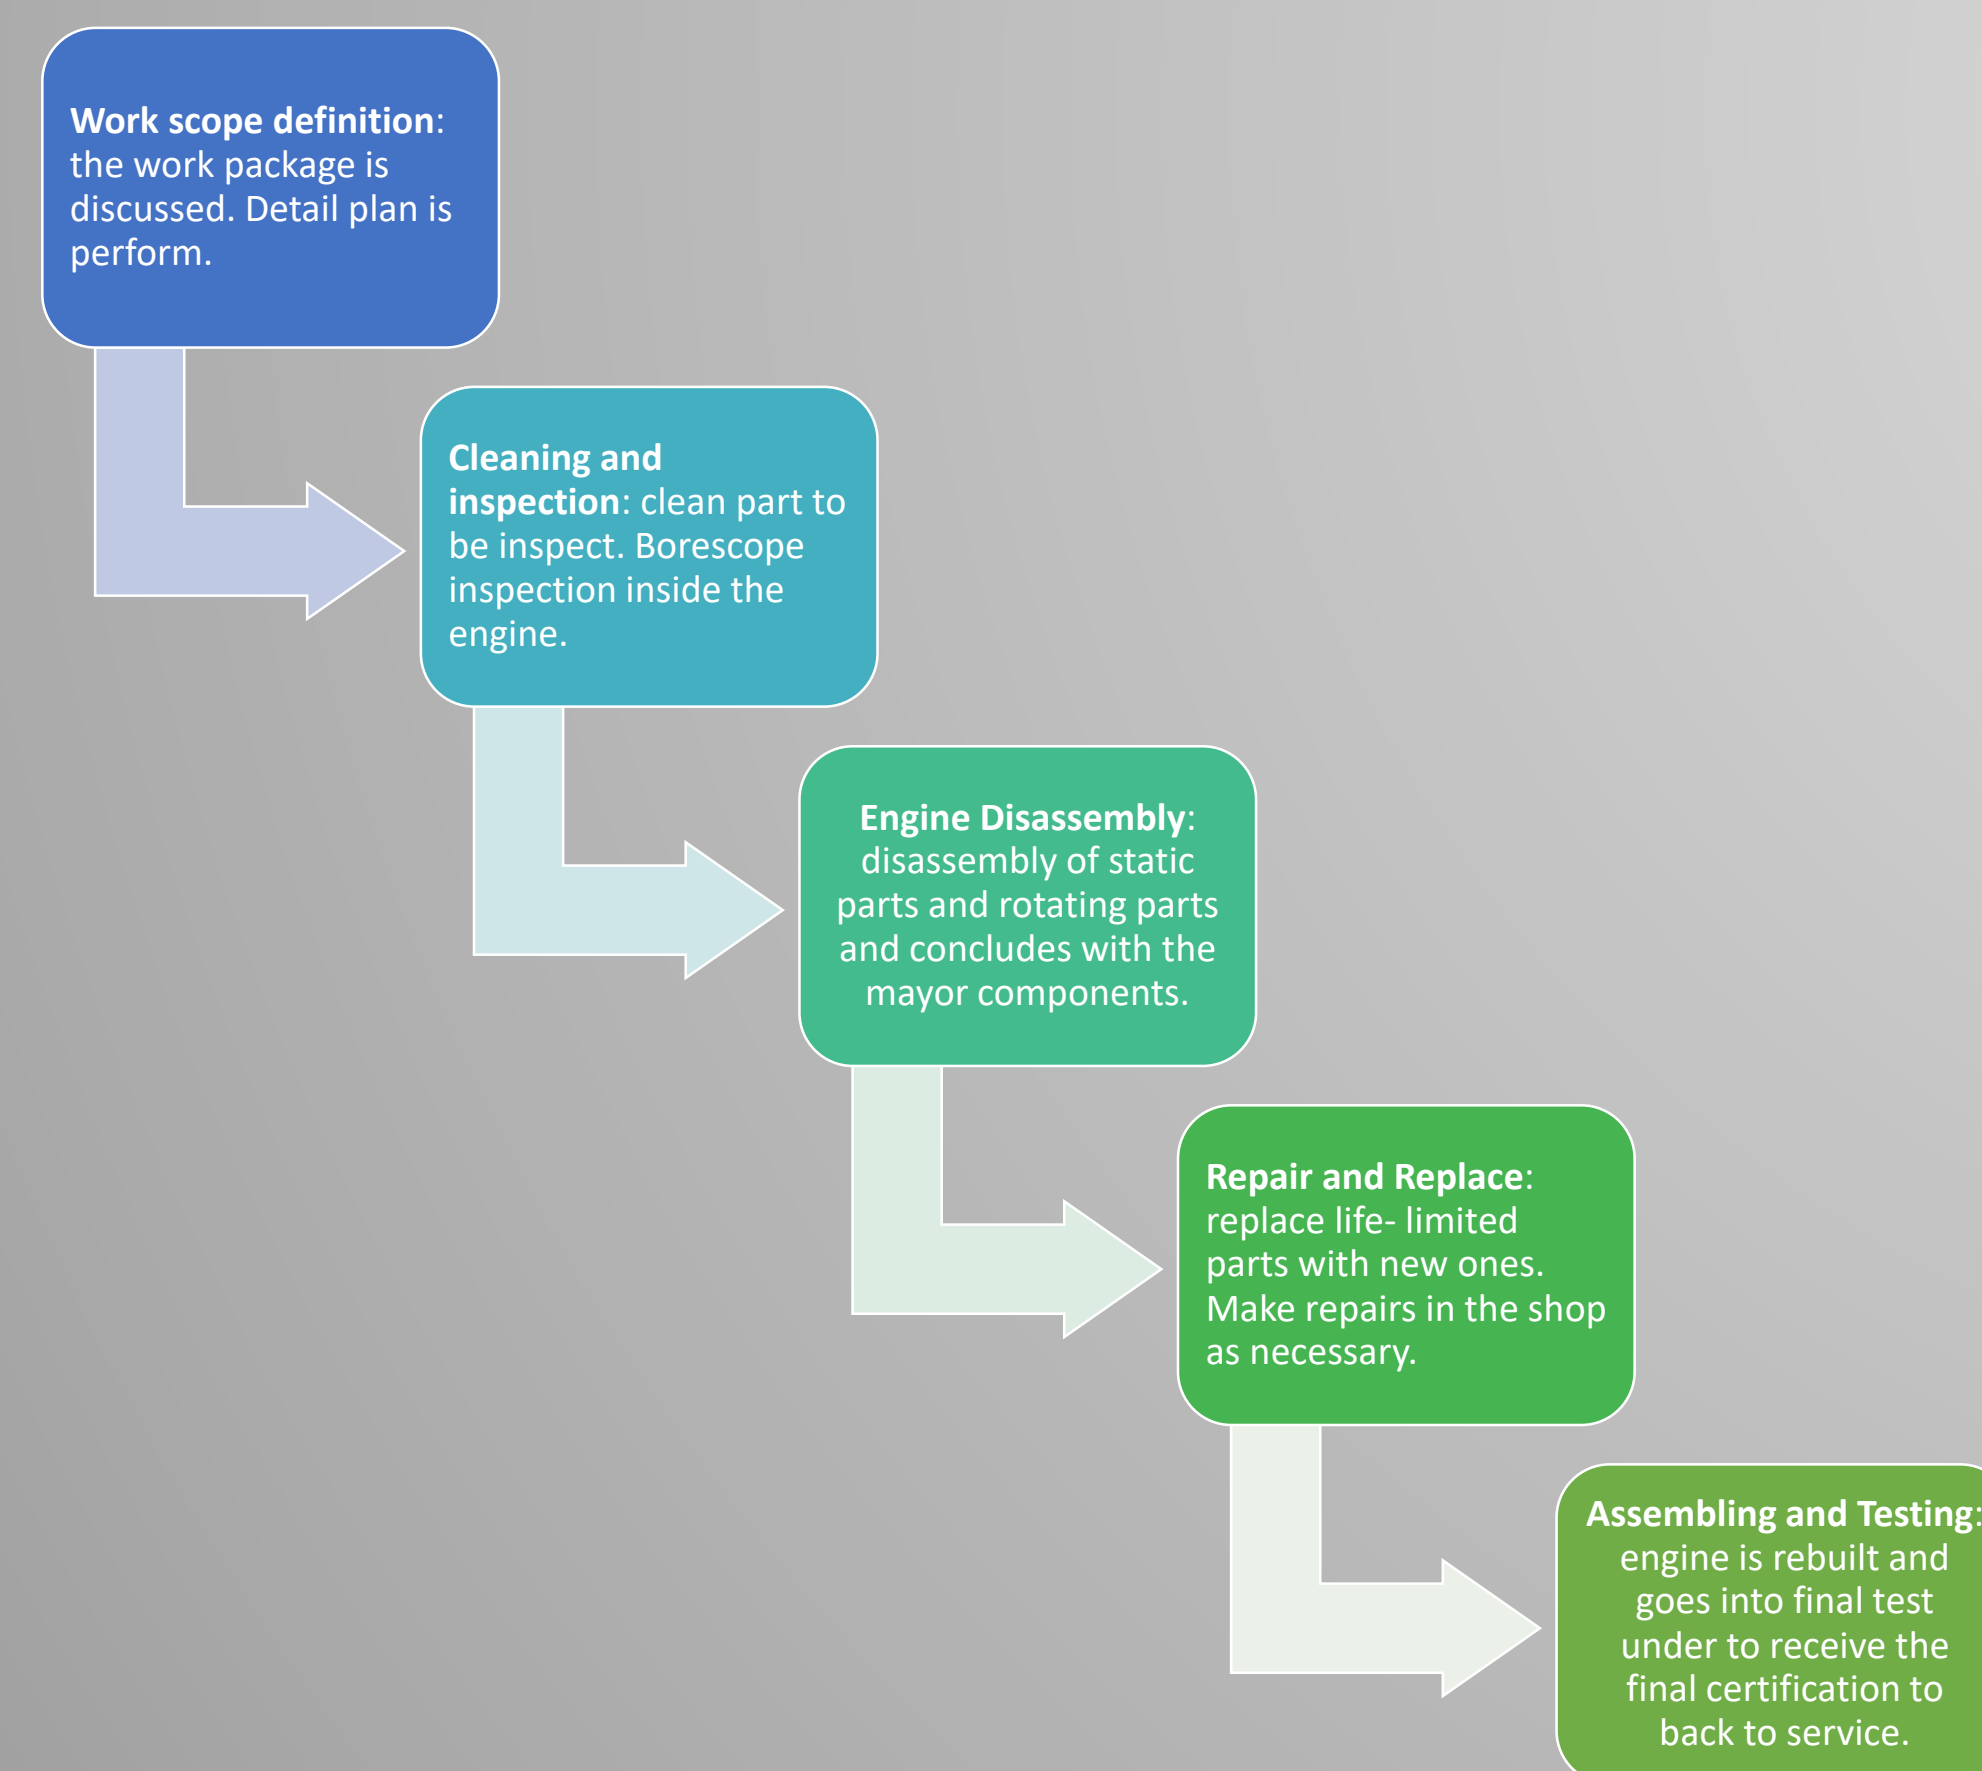 Work scope definition:
the work package is
discussed. Detail plan is
perform.
Cleaning and
inspection: clean part to
be inspect. Borescope
inspection inside the
engine.
Engine Disassembly:
disassembly of static
parts and rotating parts
and concludes with the
mayor components.
Repair and Replace:
replace life- limited
parts with new ones.
Make repairs in the shop
as necessary.
Assembling and Testing:
engine is rebuilt and
goes into final test
under to receive the
final certification to
back to service.